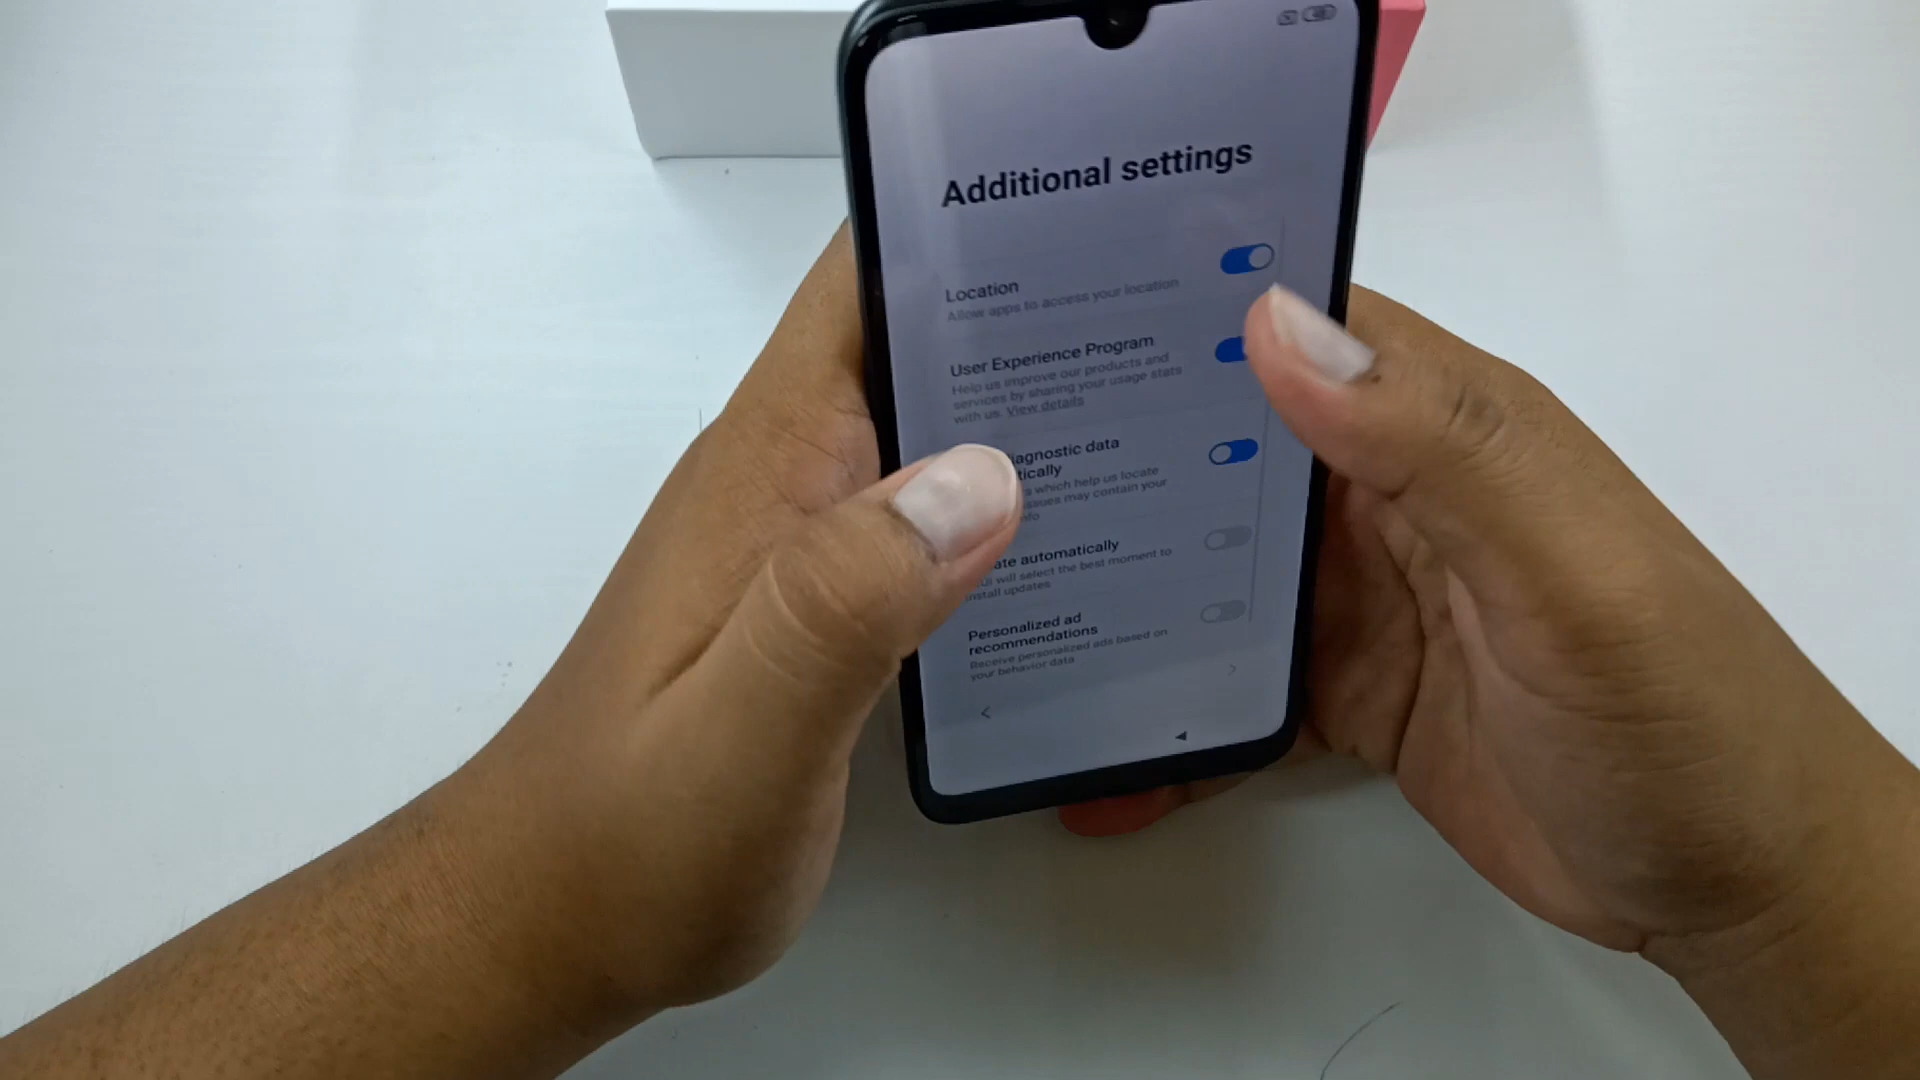 Additional settings
Location
Allow apps to access your location
User Experience Program
Help us improve our products and
services by sharing your usage stats
with us. View details
iagnostic data
tically
s which help us locate
issues may contain your
nfo
ate automatically
UI will select the best moment to
install updates
Personalized ad
recommendations
Receive personalized ads based on
your behavior data